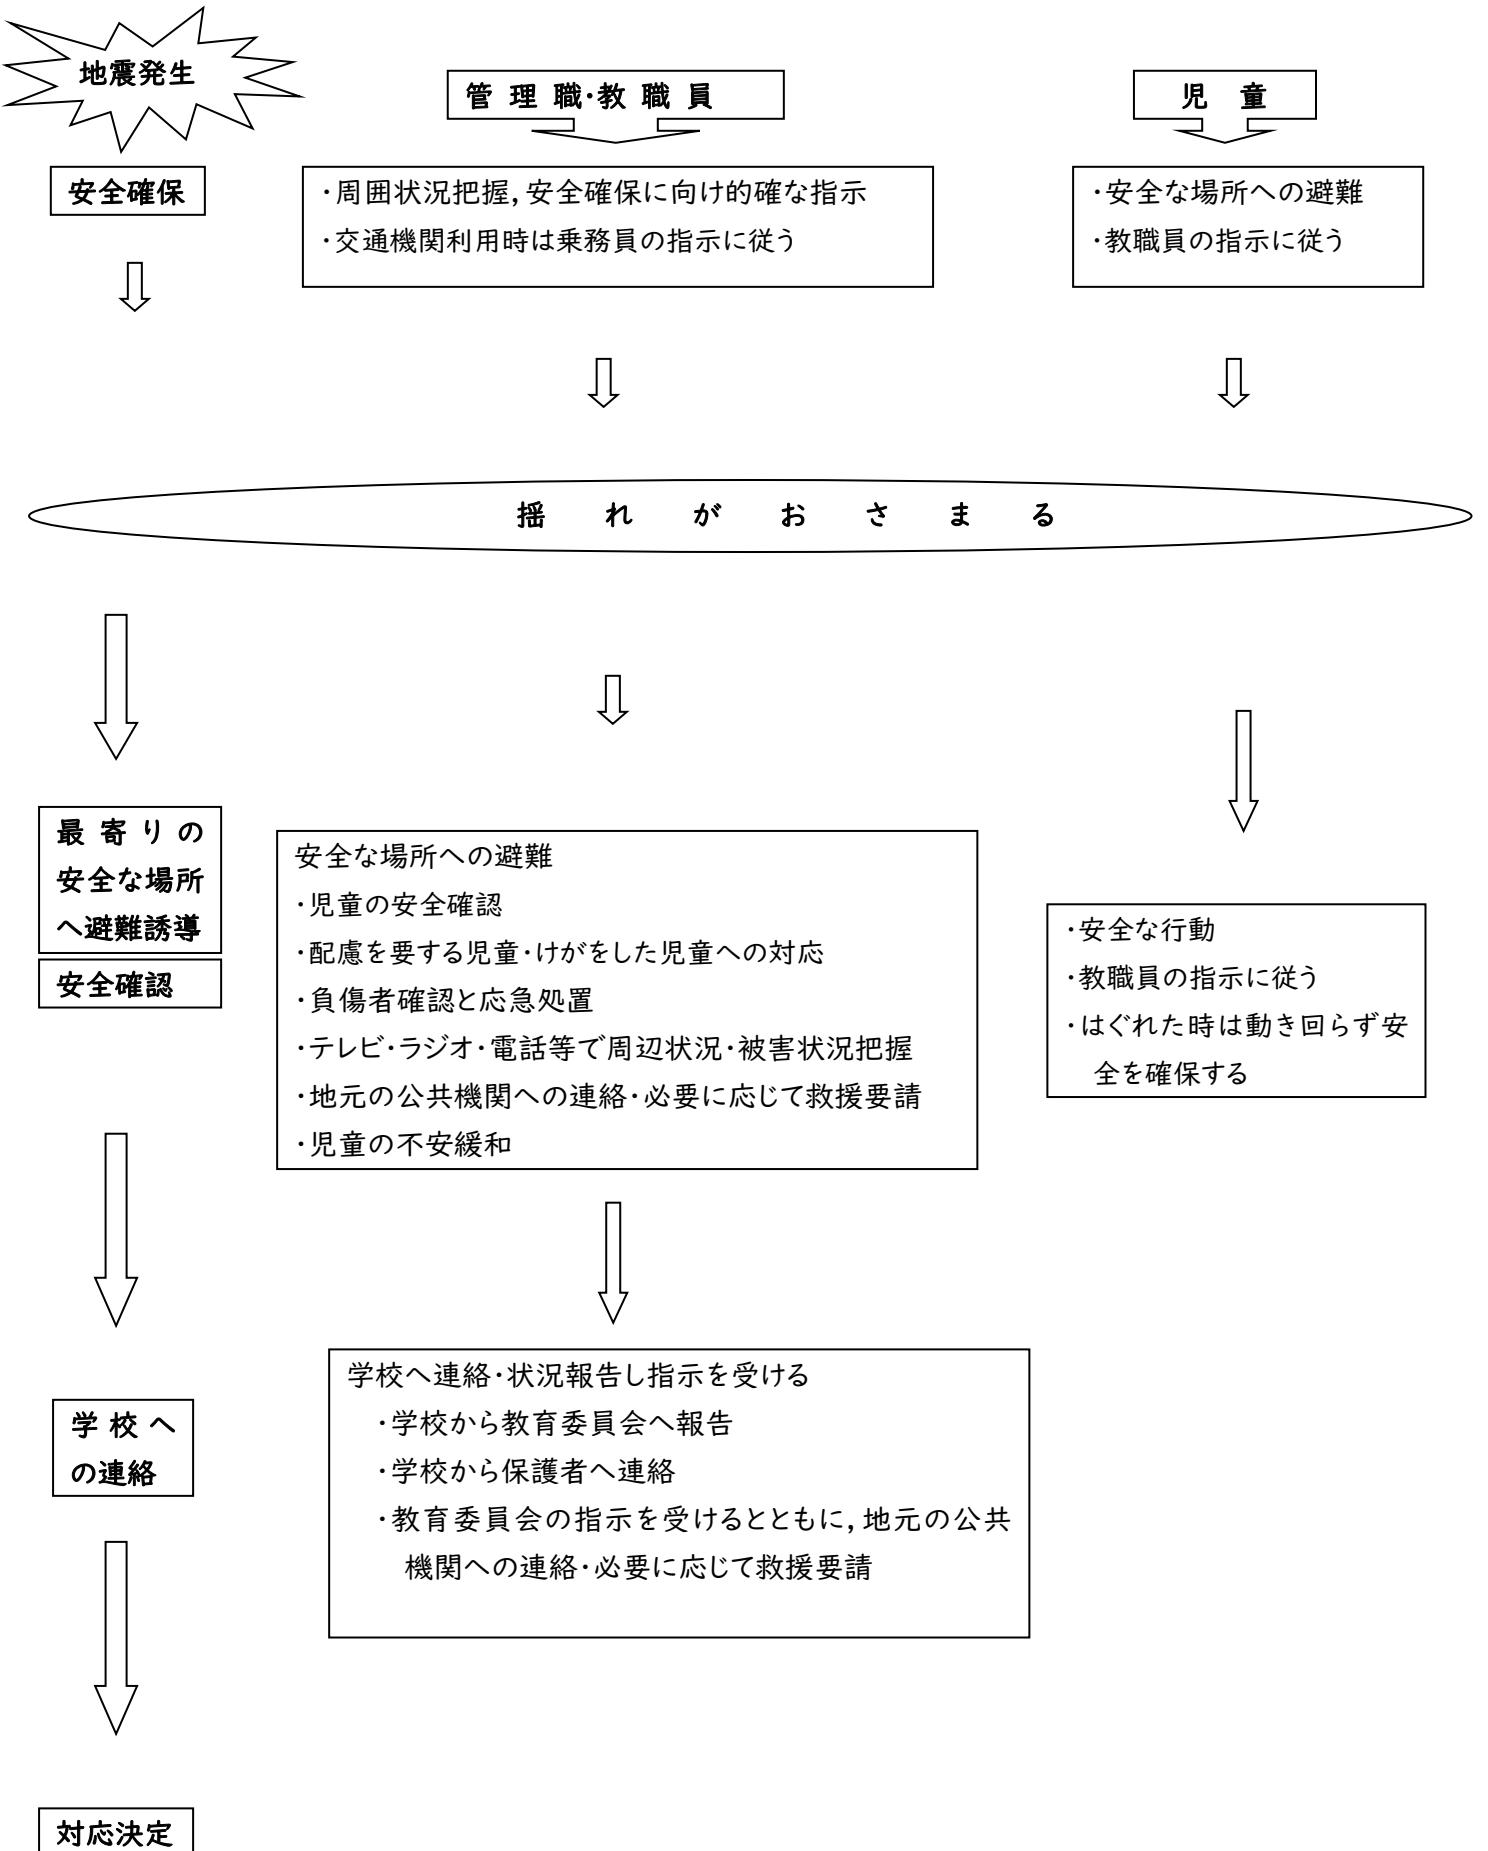 地震発生
管理職・教職員
児童
安全確保
・周囲状況把握，安全確保に向け的確な指示
・交通機関利用時は乗務員の指示に従う
・安全な場所への避難
・教職員の指示に従う
揺れがおさまる
最寄りの
安全な場所
へ避難誘導
安全確認
安全な場所への避難
・児童の安全確認
・配慮を要する児童・けがをした児童への対応
・負傷者確認と応急処置
・テレビ・ラジオ・電話等で周辺状況・被害状況把握
・地元の公共機関への連絡・必要に応じて救援要請
・児童の不安緩和
・安全な行動
・教職員の指示に従う
・はぐれた時は動き回らず安
全を確保する
学校へ
の連絡
学校へ連絡・状況報告し指示を受ける
・学校から教育委員会へ報告
・学校から保護者へ連絡
・教育委員会の指示を受けるとともに，地元の公共
機関への連絡・必要に応じて救援要請
対応決定